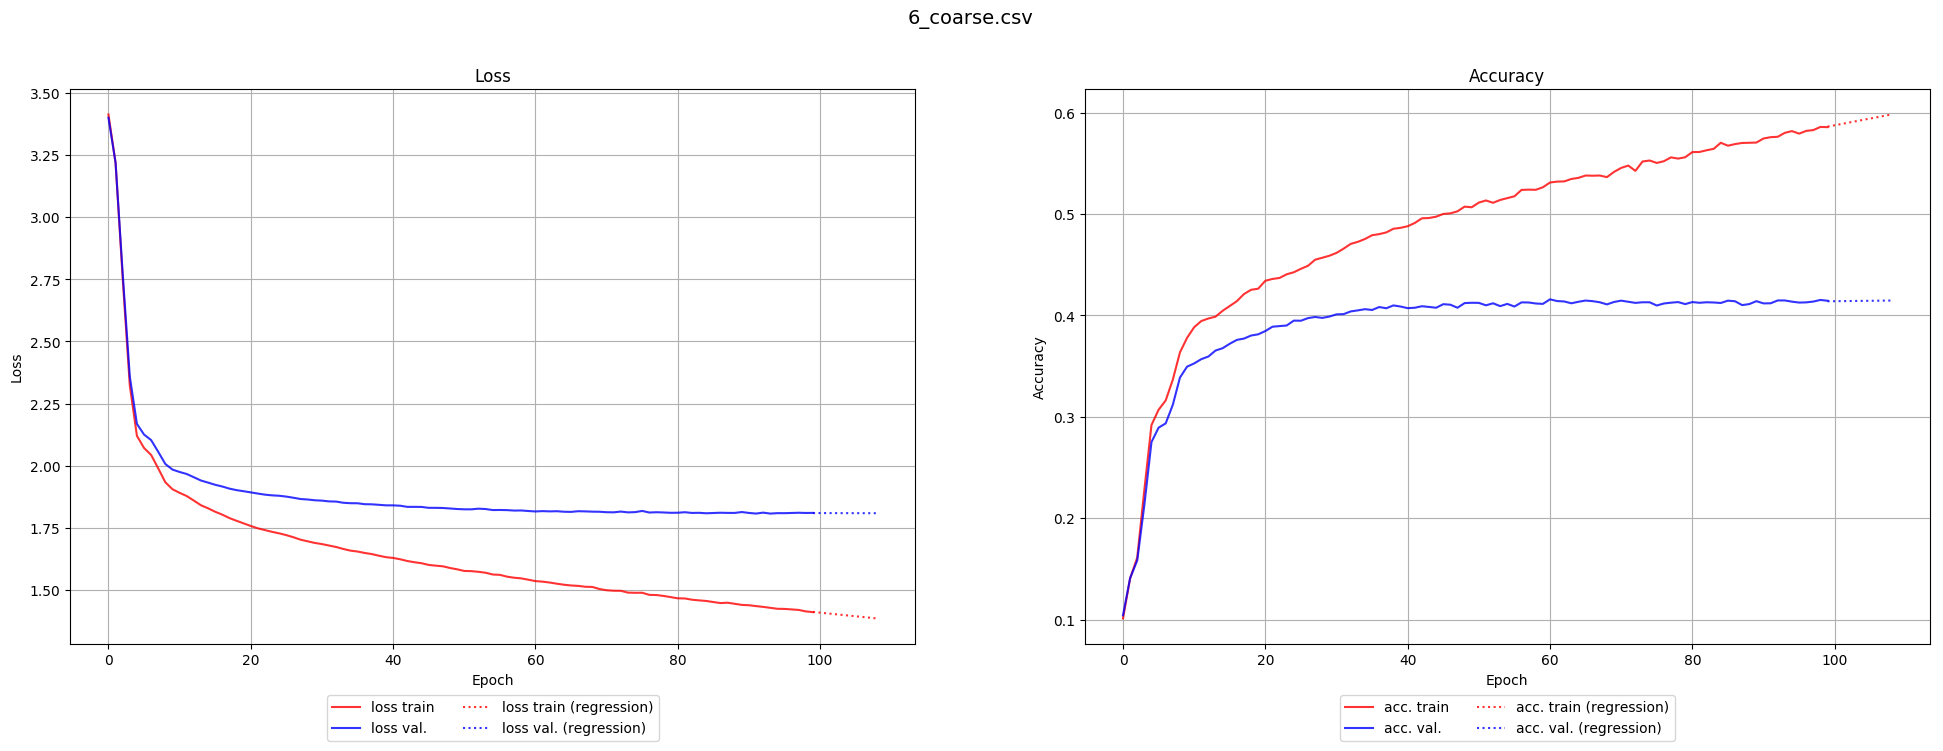 6_coarse.csv
Loss
3.50
3.25
3.00
2.75
2.50
2.25
2.00
1.75
1.50
Loss
0 20 40 60 80 100
Epoch
loss train loss train (regression)
loss val. loss val. (regression)
Accuracy
0.6
0.5
0.4
0.3
0.2
0.1
Accuracy
0 20 40 60 80 100
Epoch
acc. train acc. train (regression)
acc. val. acc. val. (regression)